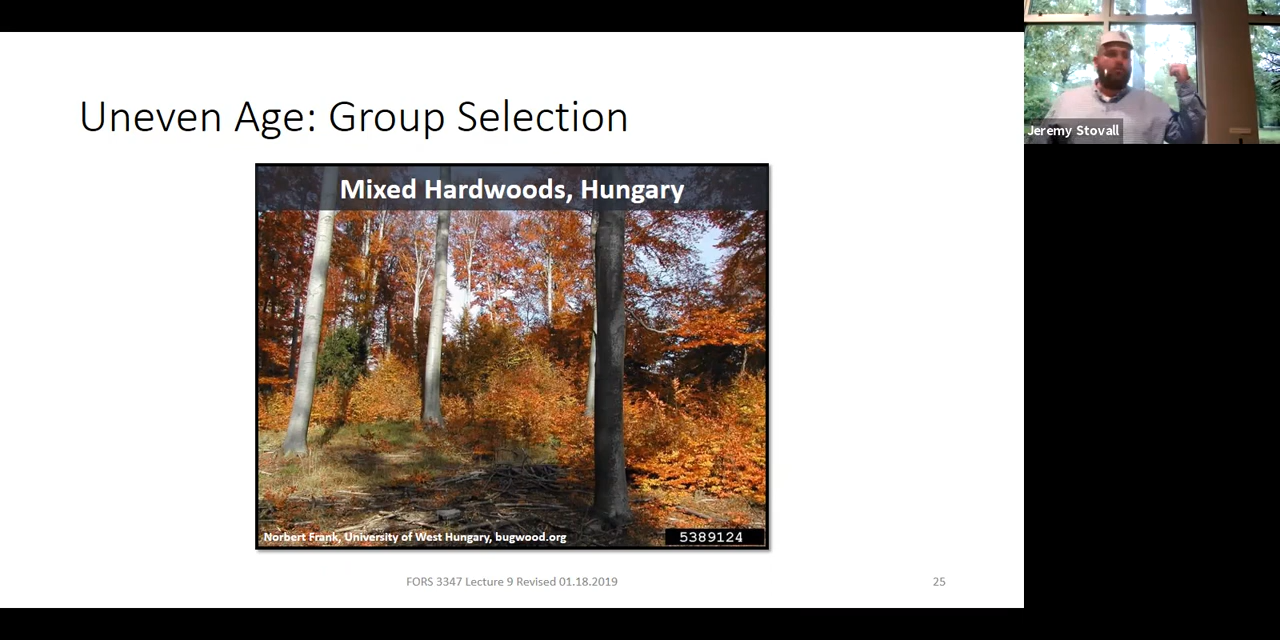 Uneven Age: Group Selection
Mixed Hardwoods, Hungary
Norbert Frank, University of West Hungary, bugwood.org
5389124
FORS 3347 Lecture 9 Revised 01.18.2019
25
Jeremy Stovall